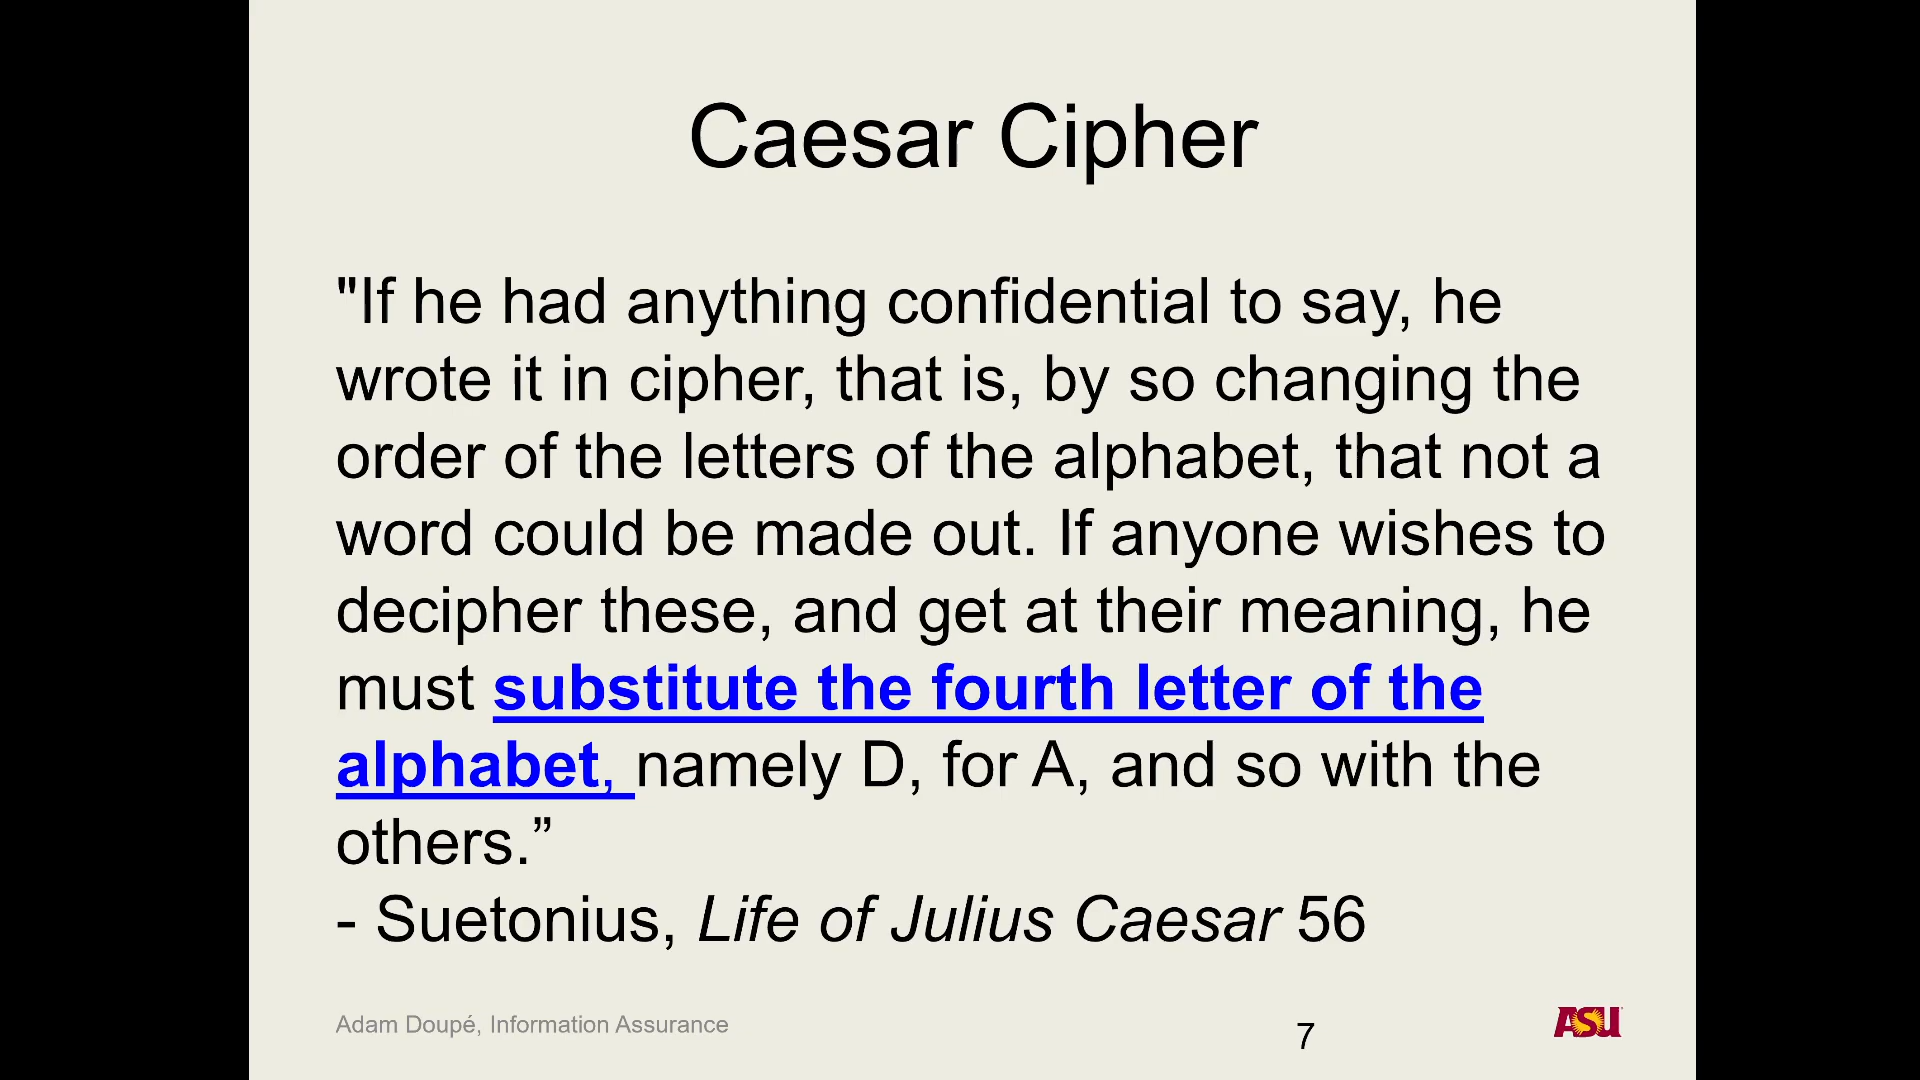 Caesar Cipher
"If he had anything confidential to say, he
wrote it in cipher, that is, by so changing the
order of the letters of the alphabet, that not a
word could be made out. If anyone wishes to
decipher these, and get at their meaning, he
must substitute the fourth letter of the
alphabet, namely D, for A, and so with the
others.”
- Suetonius, Life of Julius Caesar 56
Adam Doupé, Information Assurance
7
ASU